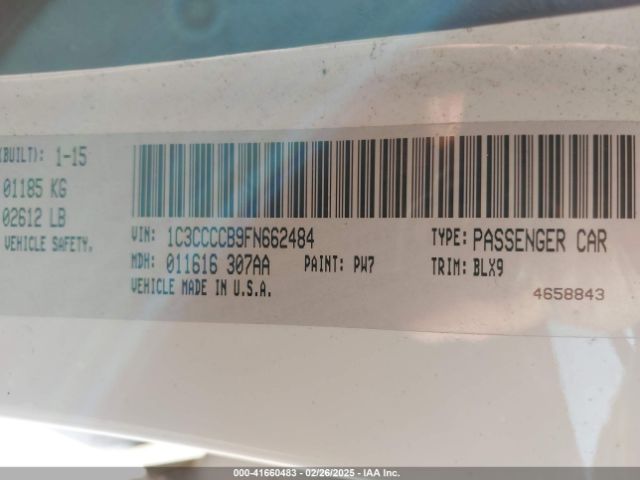 (BUILT): 1-15
01185 KG
02612 LB
VEHICLE SAFETY.
VIN: 1C3CCCCB9FN662484
TYPE: PASSENGER CAR
MDH: 011616 307AA
PAINT: PW7
TRIM: BLX9
VEHICLE MADE IN U.S.A.
4658843
000-41660483 - 02/26/2025 - IAA Inc.